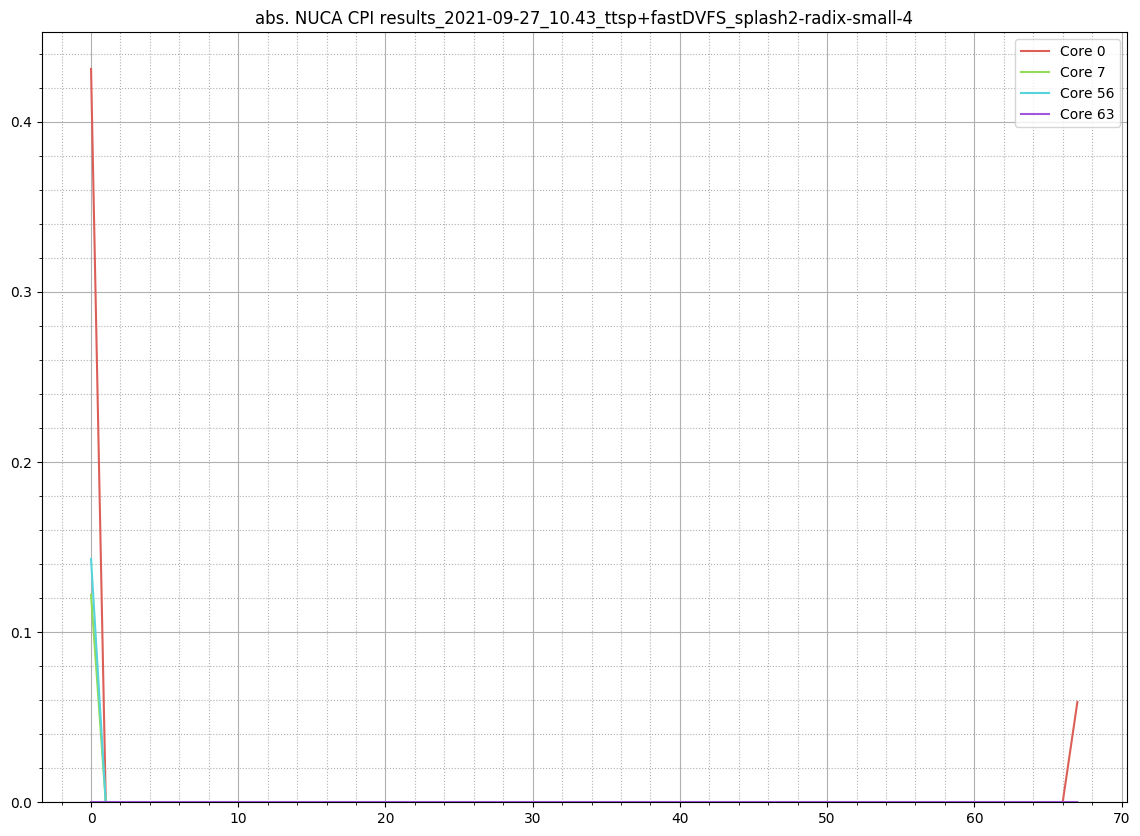 abs. NUCA CPI results_2021-09-27_10.43_ttsp+fastDVFS_splash2-radix-small-4
Core 0
Core 7
Core 56
Core 63
0.4
0.3
0.2
0.1
0.0
0 10 20 30 40 50 60 70